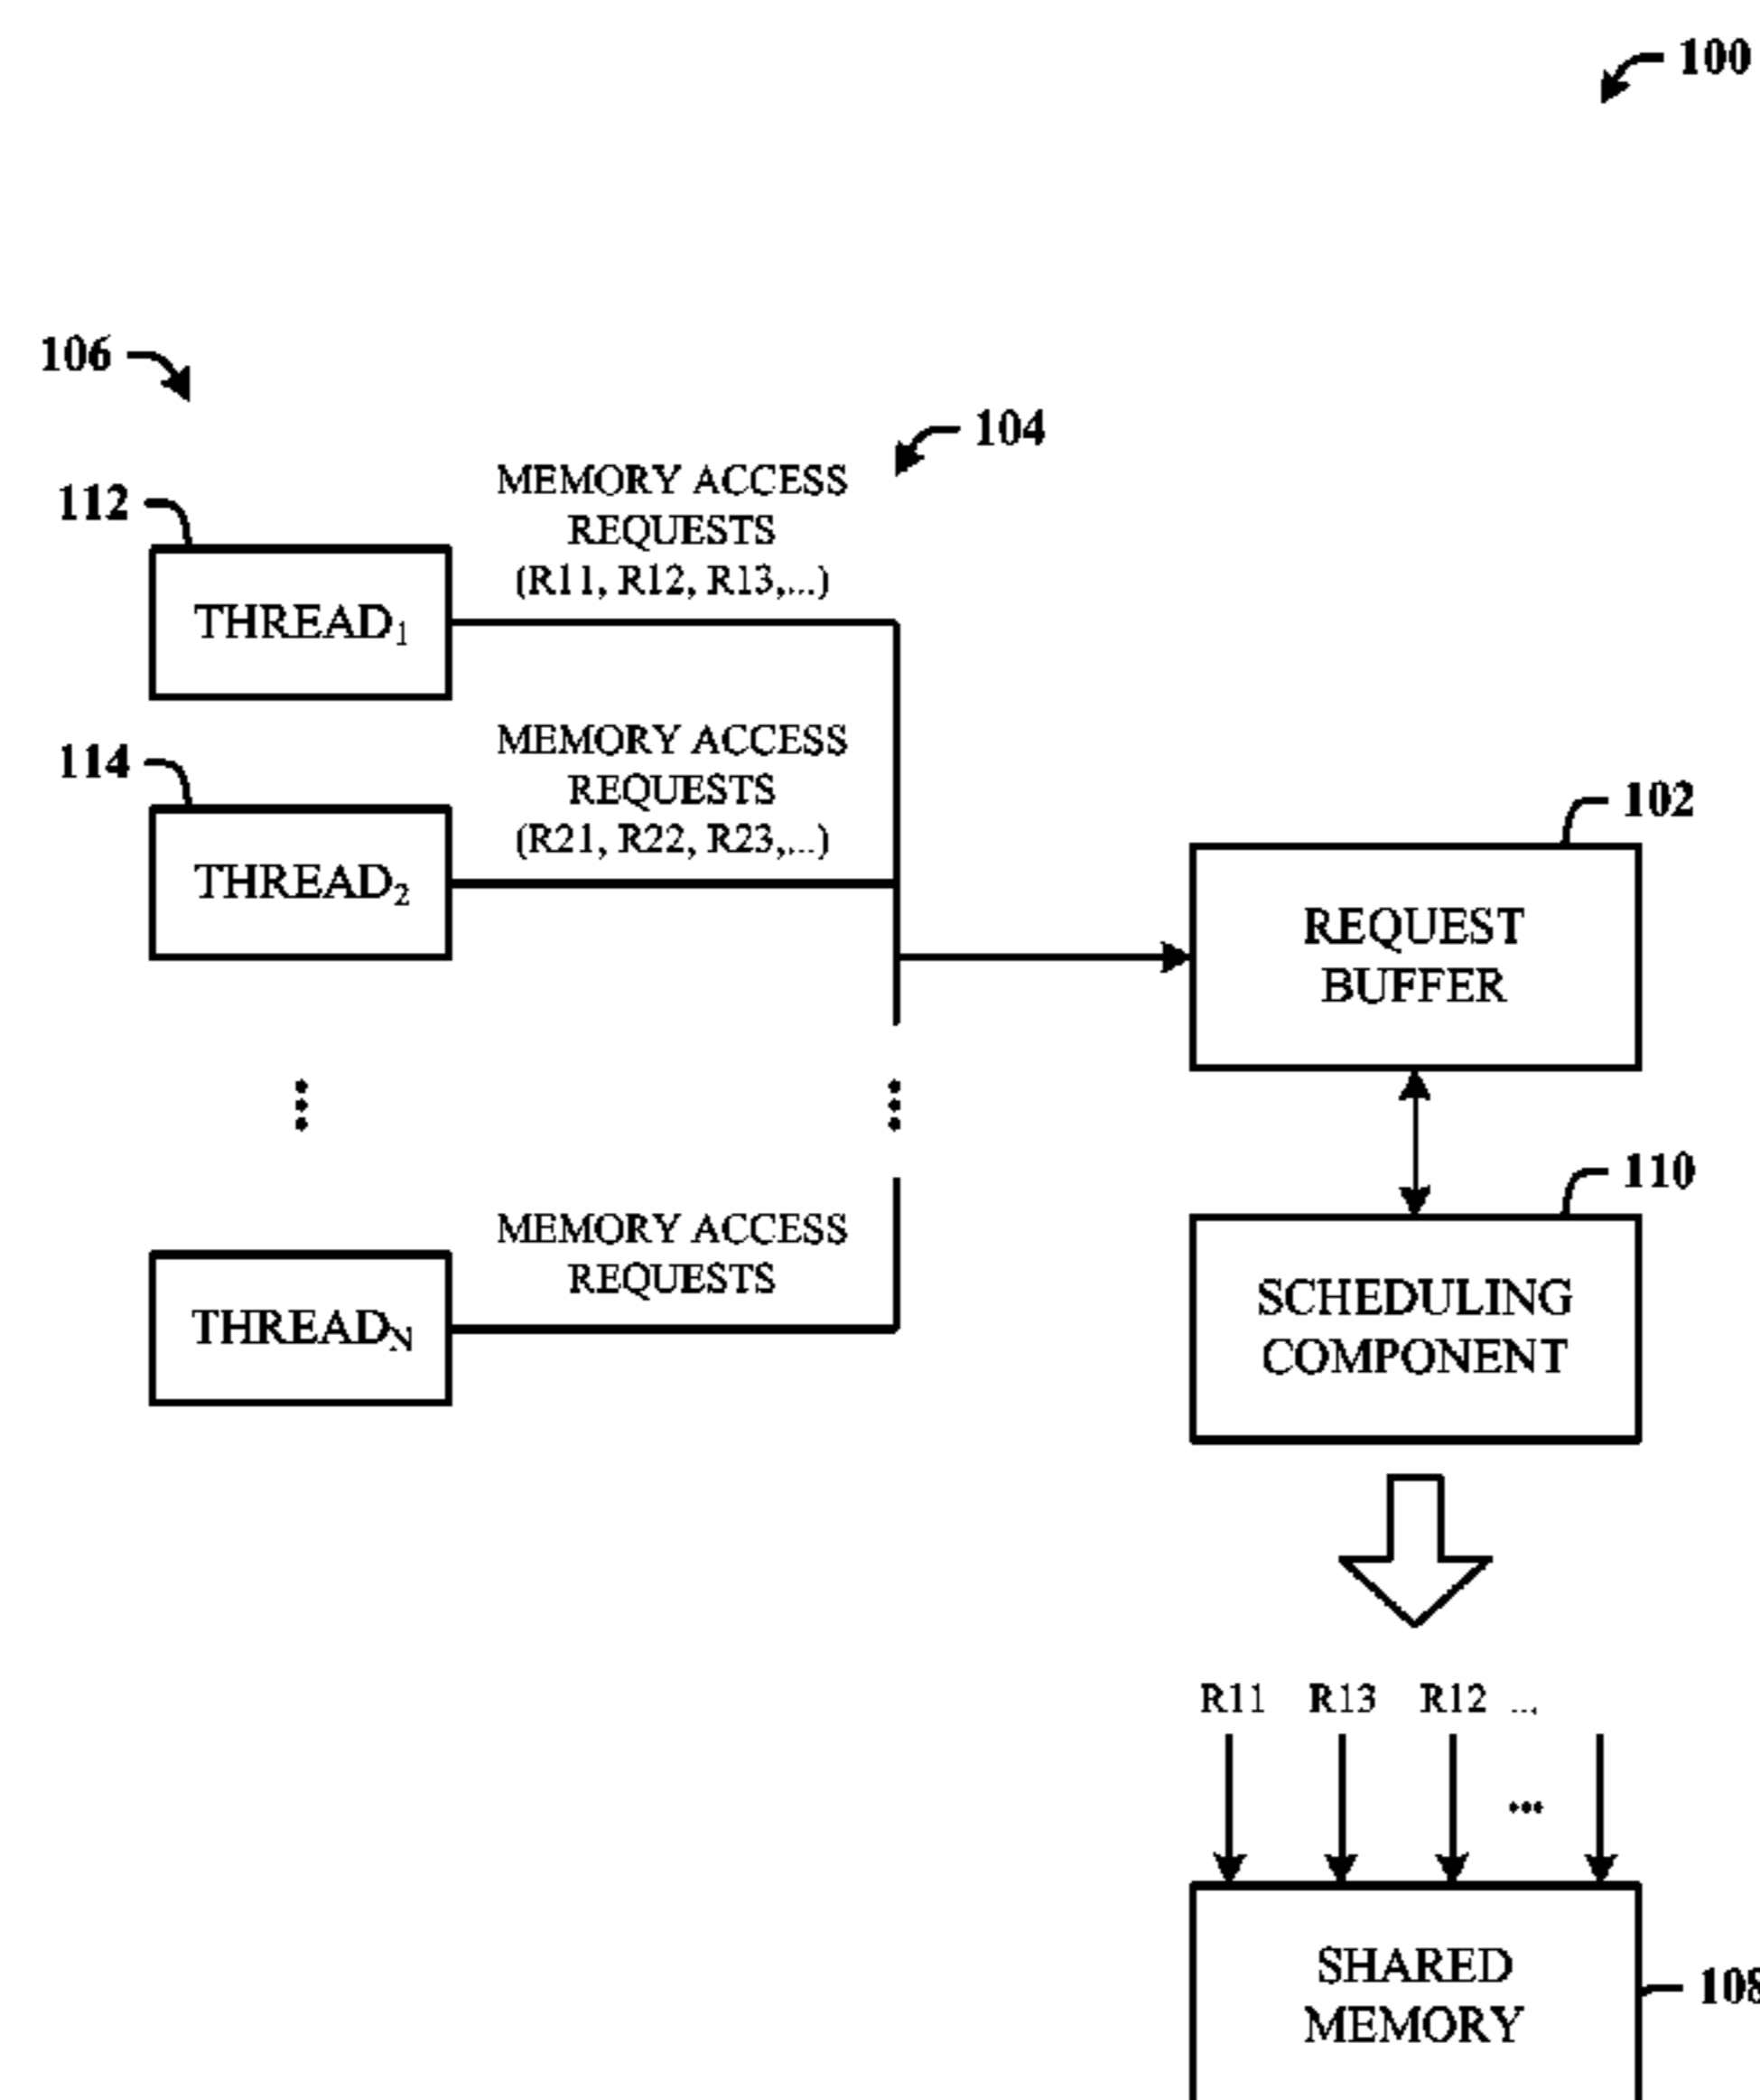 100
106
104
112
MEMORY ACCESS
REQUESTS
(R11, R12, R13,...)
THREAD1
114
MEMORY ACCESS
REQUESTS
(R21, R22, R23,...)
THREAD2
102
REQUEST
BUFFER
110
SCHEDULING
COMPONENT
MEMORY ACCESS
REQUESTS
THREADN
R11 R13 R12 ...
...
SHARED
MEMORY
108